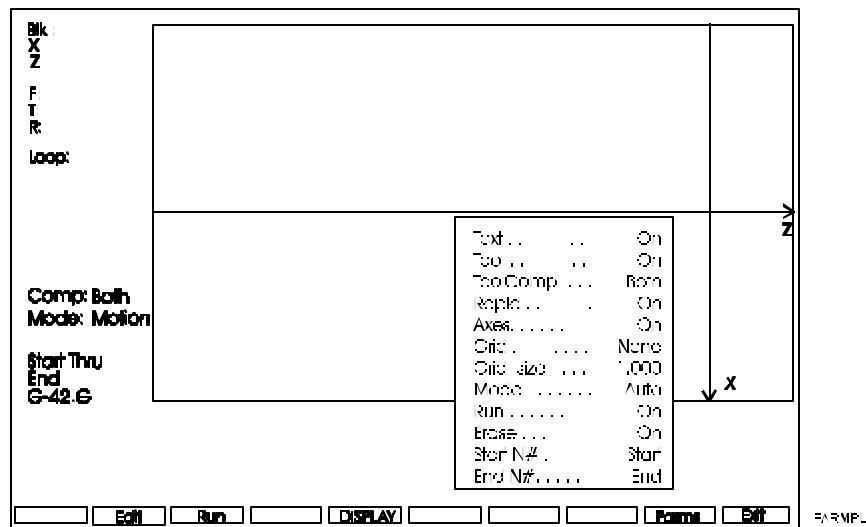 Blk :
X
Z
F
T
R:
Loop:
Z
X
Comp: Both
Mode: Motion
Start Thru
End
G-42.G
Text . . . . On
Tool . . . . On
Tool Comp . . . Both
Rapid . . . On
Axes. . . . . . On
Grid . . . . . None
Grid size . . . 1.000
Mode . . . . . . Auto
Run . . . . . . On
Erase . . . On
Start N# . Start
End N#. . . . . End
Edit Run DISPLAY Parms Exit